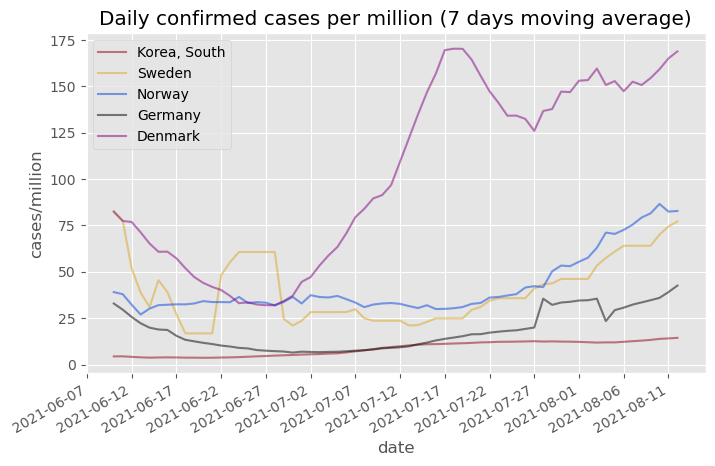 Daily confirmed cases per million (7 days moving average)
175
150
125
100
75
50
25
0
cases/million
Korea, South
Sweden
Norway
Germany
Denmark
2021-06-07
2021-06-12
2021-06-17
2021-06-22
2021-06-27
2021-07-02
2021-07-07
2021-07-12
2021-07-17
2021-07-22
2021-07-27
2021-08-01
2021-08-06
2021-08-11
date